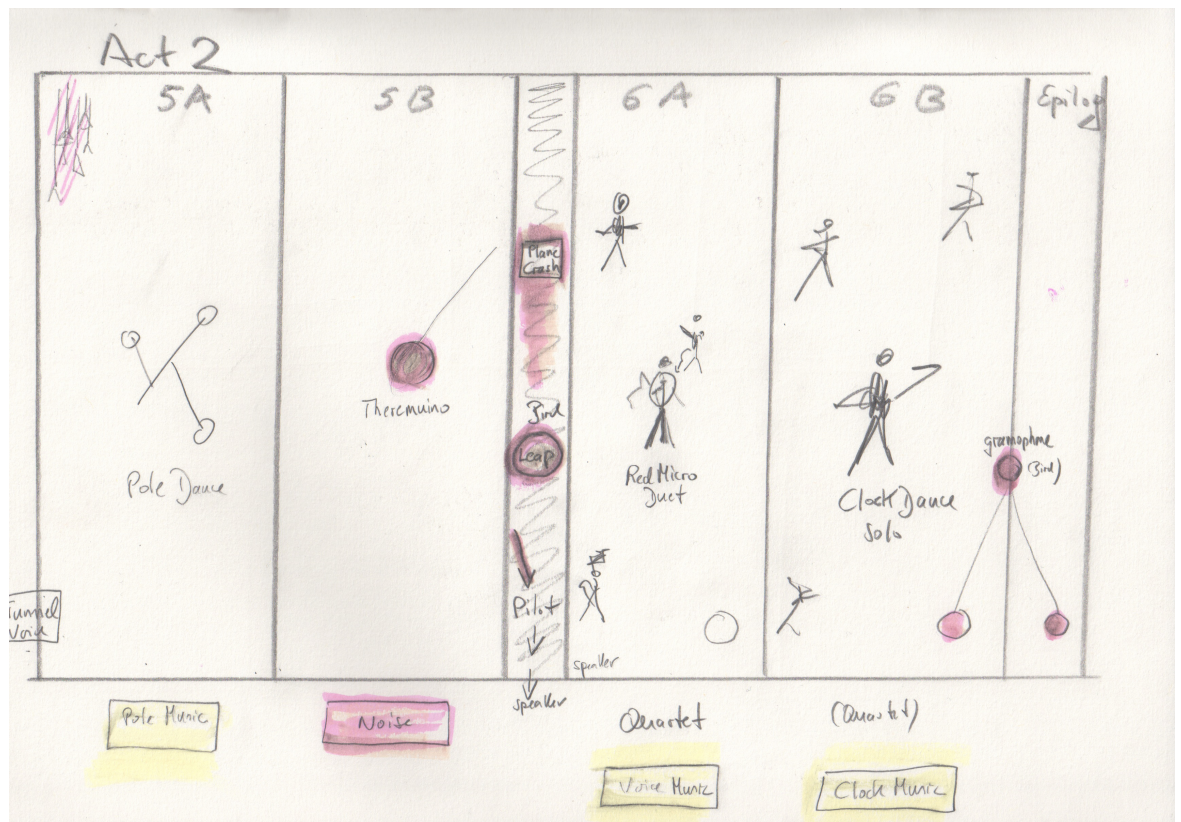 Act 2
5A
5B
6A
6B
Epilog
Plane
Crash
Theremuino
Bird
Leap
Pole Dance
Red Micro
Duet
Clock Dance
Solo
gramophone
(Bird)
Tunnel
Voice
Pilot
speaker
speaker
Pole Music
Noise
Quartet
(Quartet)
Voice Music
Clock Music